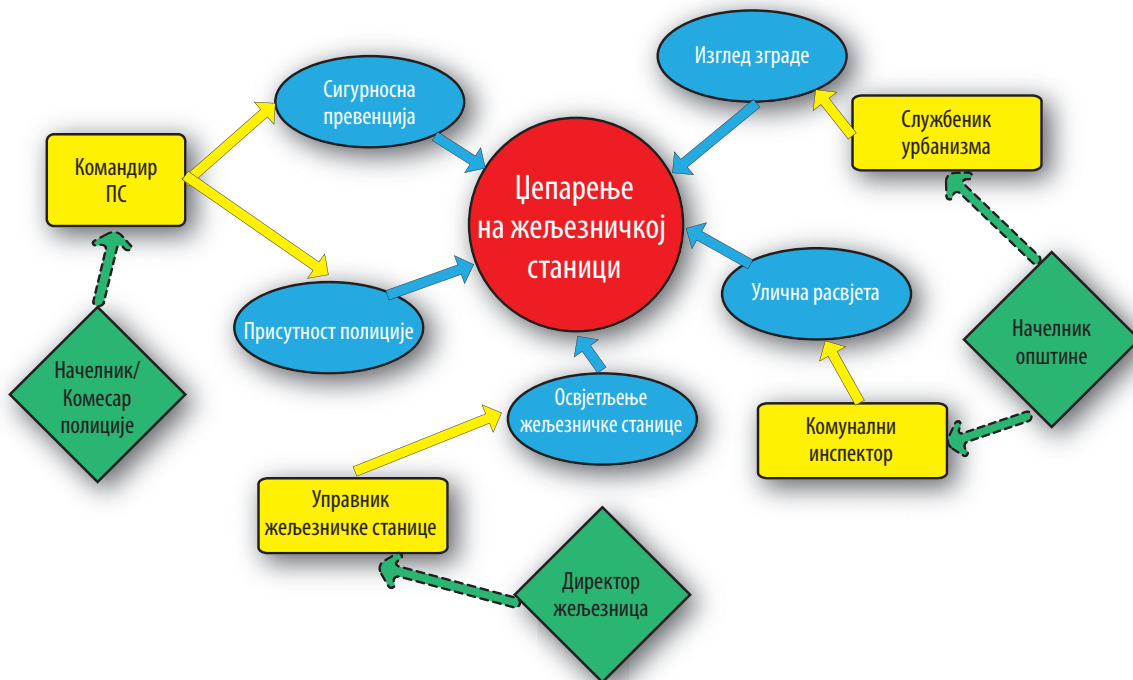 Изглед зграде
Сигурносна
превенција
Службеник
урбанизма
Командир
ПС
Џепарење
на жељезничкој
станици
Улична расвјета
Присутност полиције
Начелник
општине
Начелник/
Комесар
полиције
Освјетљење
жељезничке станице
Комунални
инспектор
Управник
жељезничке станице
Директор
жељезница